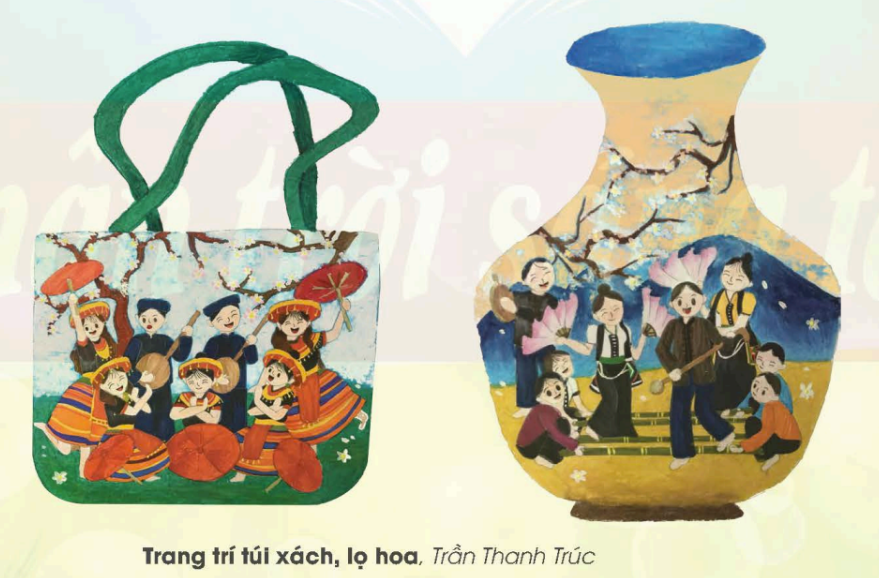 Trang trí túi xách, lọ hoa, Trần Thanh Trúc